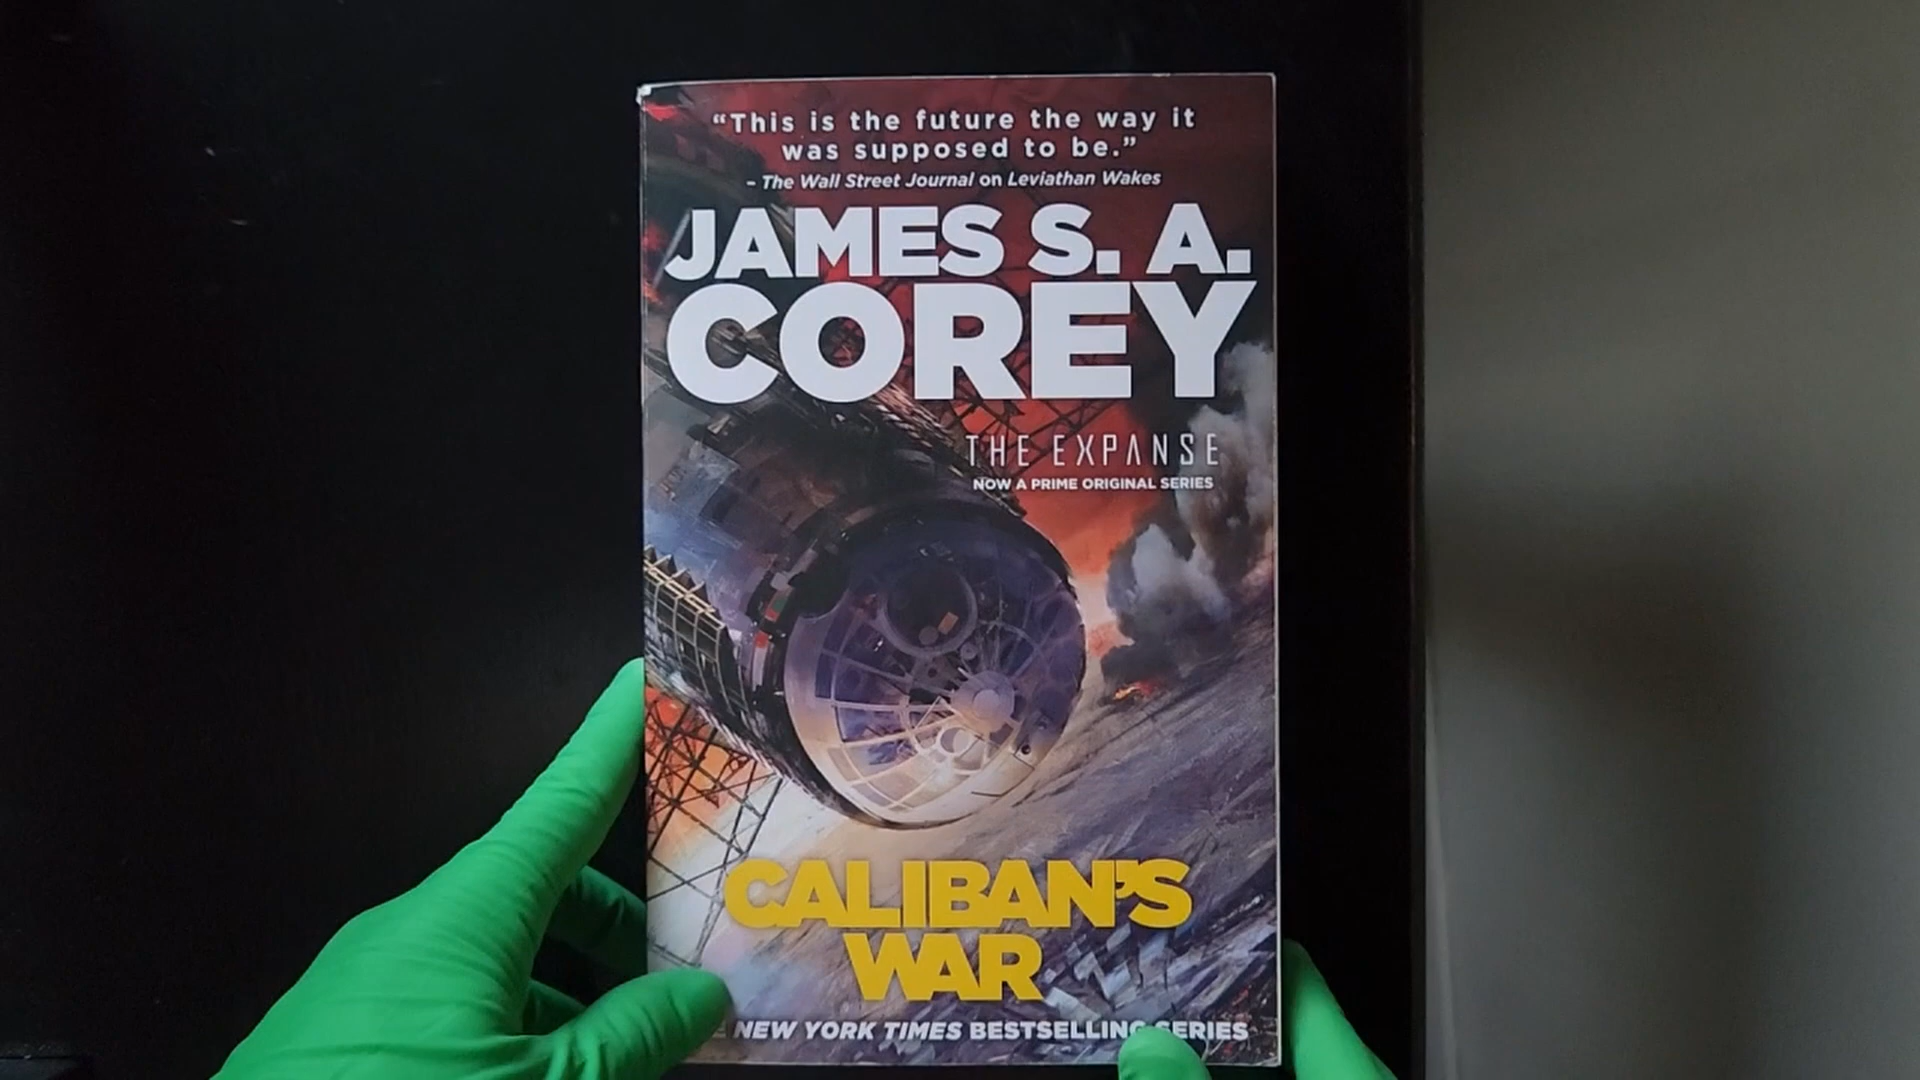 “This is the future the way it
was supposed to be.”
– The Wall Street Journal on Leviathan Wakes
JAMES S. A.
COREY
THE EXPANSE
NOW A PRIME ORIGINAL SERIES
CALIBAN’S
WAR
NEW YORK TIMES BESTSELLING SERIES